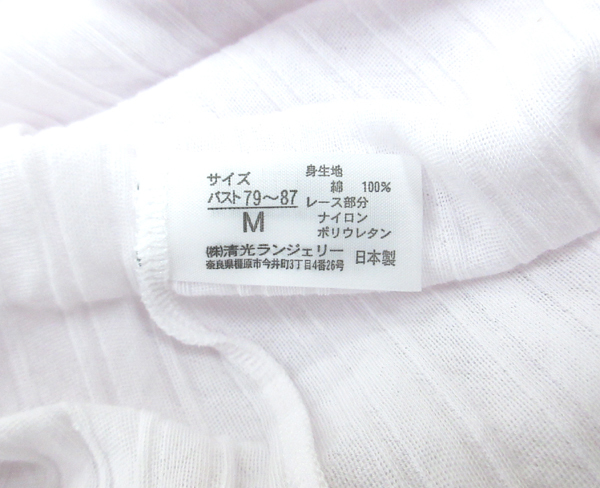 サイズ
バスト79〜87
M
身生地
綿 100%
レース部分
ナイロン
ポリウレタン
(株)清光ランジェリー
奈良県橿原市今井町3丁目4番26号
日本製